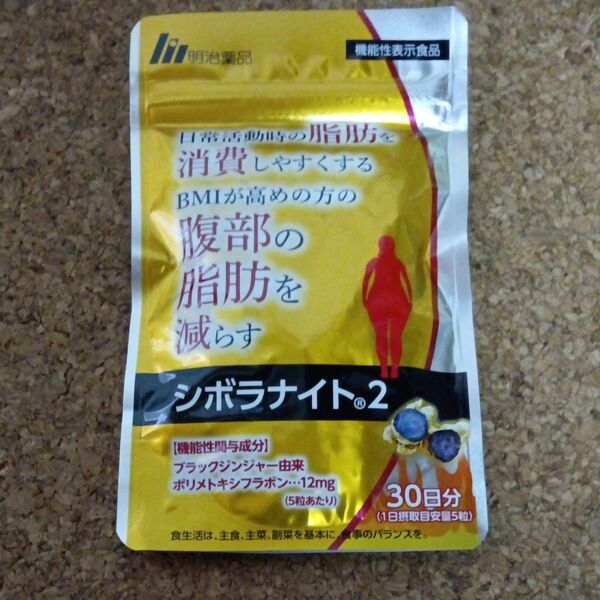 明治薬品
機能性表示食品
日常活動時の脂肪を
消費しやすくする
BMIが高めの方の
腹部の
脂肪を
減らす
シボラナイト®2
【機能性関与成分】
ブラックジンジャー由来
ポリメトキシフラボン…12mg
(5粒あたり)
30日分
(1日摂取目安量5粒)
食生活は、主食、主菜、副菜を基本に、食事のバランスを。